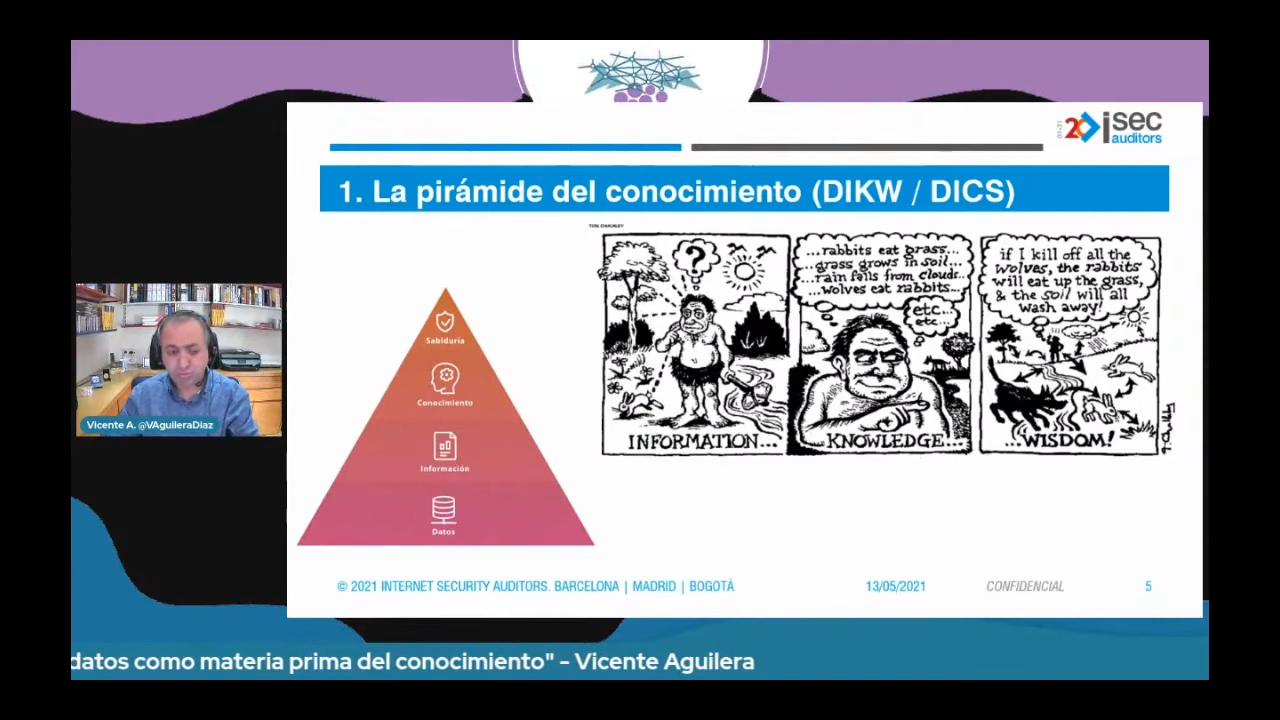 20 isec
auditors
1. La pirámide del conocimiento (DIKW / DICS)
?
...rabbits eat grass...
...grass grows in soil...
...rain falls from clouds...
...wolves eat rabbits...
etc...
etc...
if I kill off all the
wolves, the rabbits
will eat up the grass,
& the soil will all
wash away!
INFORMATION...
KNOWLEDGE...
...WISDOM!
Sabiduría
Conocimiento
Información
Datos
Vicente A. @VAguileraDiaz
© 2021 INTERNET SECURITY AUDITORS. BARCELONA | MADRID | BOGOTÁ
13/05/2021
CONFIDENCIAL
5
datos como materia prima del conocimiento" - Vicente Aguilera